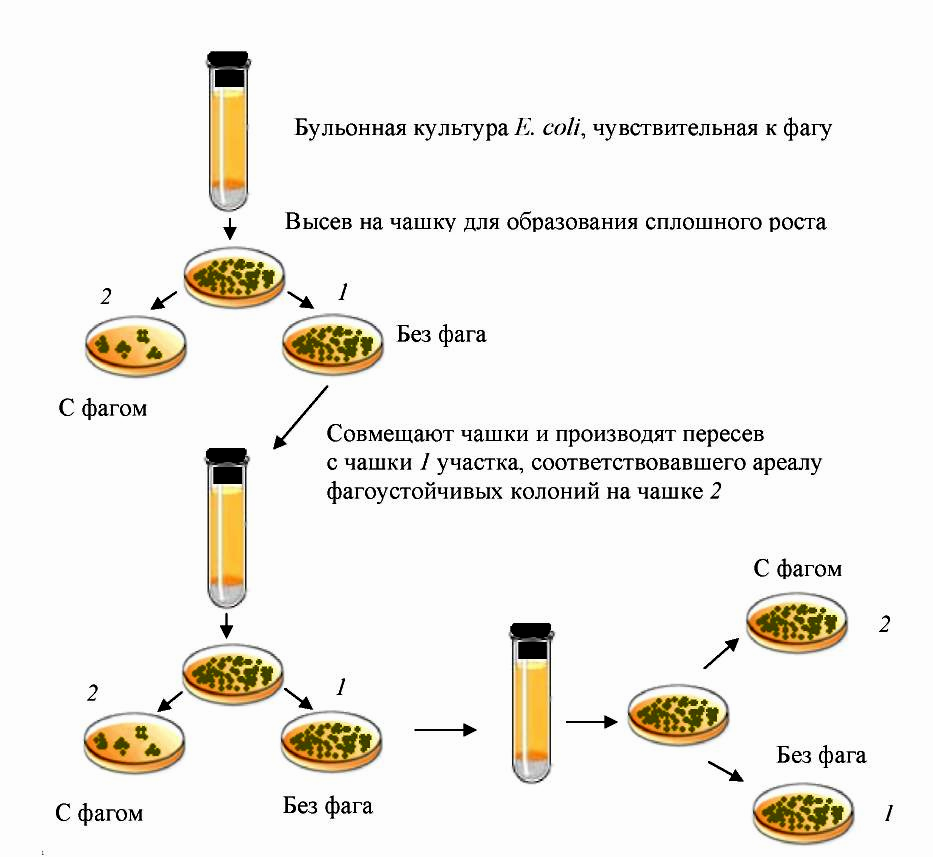 Бульонная культура E. coli, чувствительная к фагу
Высев на чашку для образования сплошного роста
2
1
Без фага
С фагом
Совмещают чашки и производят пересев
с чашки 1 участка, соответствовавшего ареалу
фагоустойчивых колоний на чашке 2
С фагом
2
2
1
Без фага
1
С фагом
Без фага